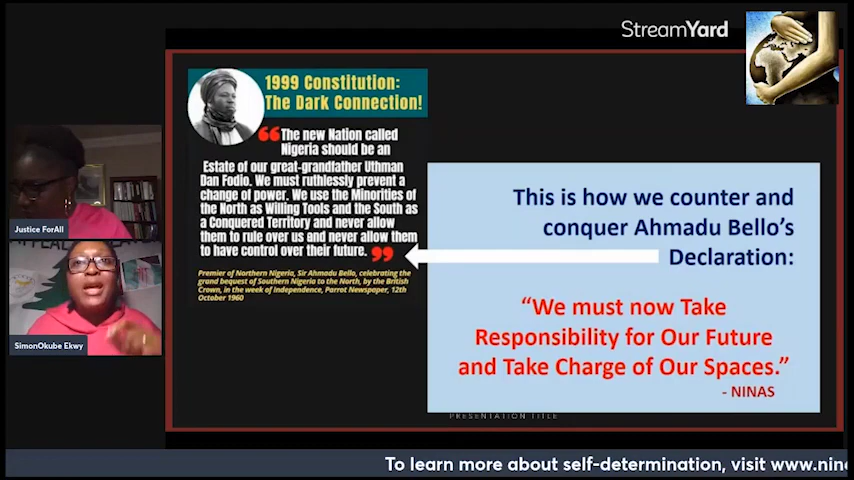 StreamYard
1999 Constitution:
The Dark Connection!
“The new Nation called
Nigeria should be an
Estate of our great-grandfather Uthman
Dan Fodio. We must ruthlessly prevent a
change of power. We use the Minorities of
the North as Willing Tools and the South as
a Conquered Territory and never allow
them to rule over us and never allow them
to have control over their future.”
Premier of Northern Nigeria, Sir Ahmadu Bello, celebrating the
grand bequest of Southern Nigeria to the North, by the British
Crown, in the week of Independence, Parrot Newspaper, 12th
October 1960
This is how we counter and
conquer Ahmadu Bello’s
Declaration:
“We must now Take
Responsibility for Our Future
and Take Charge of Our Spaces.”
- NINAS
PRESENTATION TITLE
Justice ForAll
SimonOkube Ekwy
To learn more about self-determination, visit www.nin